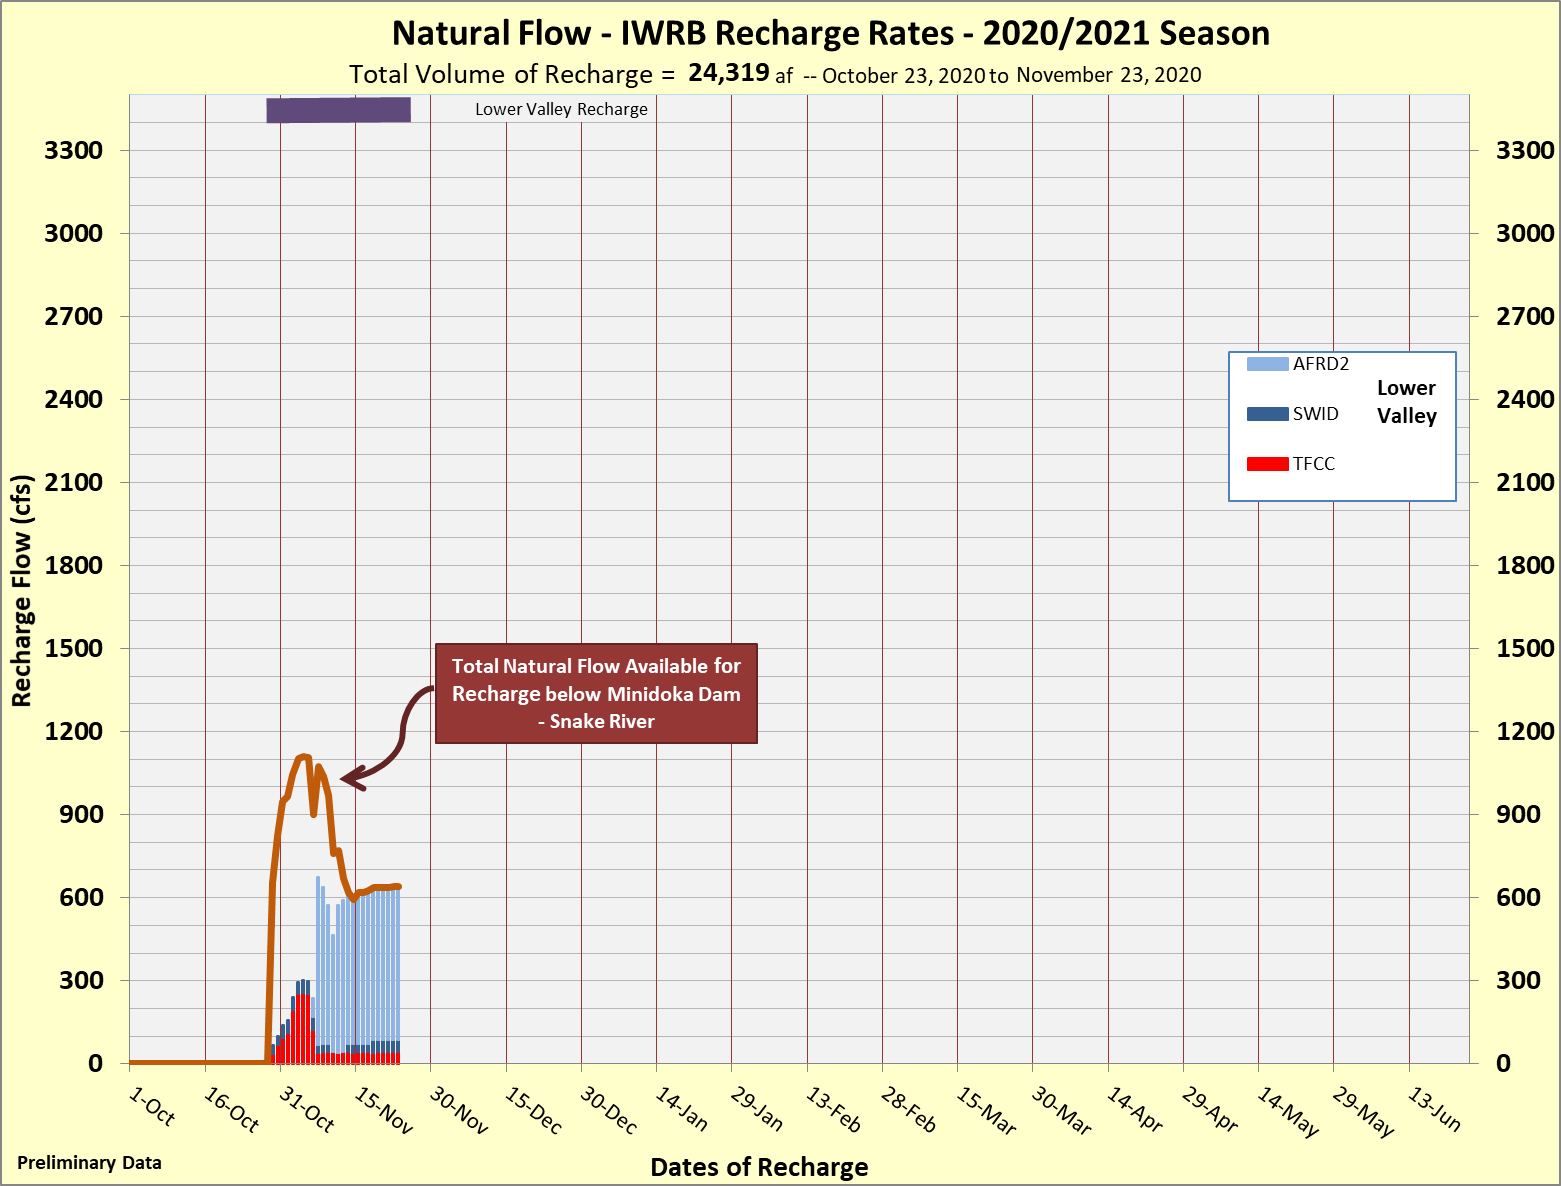 Natural Flow - IWRB Recharge Rates - 2020/2021 Season
Total Volume of Recharge = 24,319 af -- October 23, 2020 to November 23, 2020
Lower Valley Recharge
3300
3000
2700
2400
2100
1800
1500
1200
900
600
300
0
Recharge Flow (cfs)
3300
3000
2700
2400
2100
1800
1500
1200
900
600
300
0
AFRD2
SWID
TFCC
Lower
Valley
Total Natural Flow Available for
Recharge below Minidoka Dam
- Snake River
1-Oct
16-Oct
31-Oct
15-Nov
30-Nov
15-Dec
30-Dec
14-Jan
29-Jan
13-Feb
28-Feb
15-Mar
30-Mar
14-Apr
29-Apr
14-May
29-May
13-Jun
Preliminary Data
Dates of Recharge